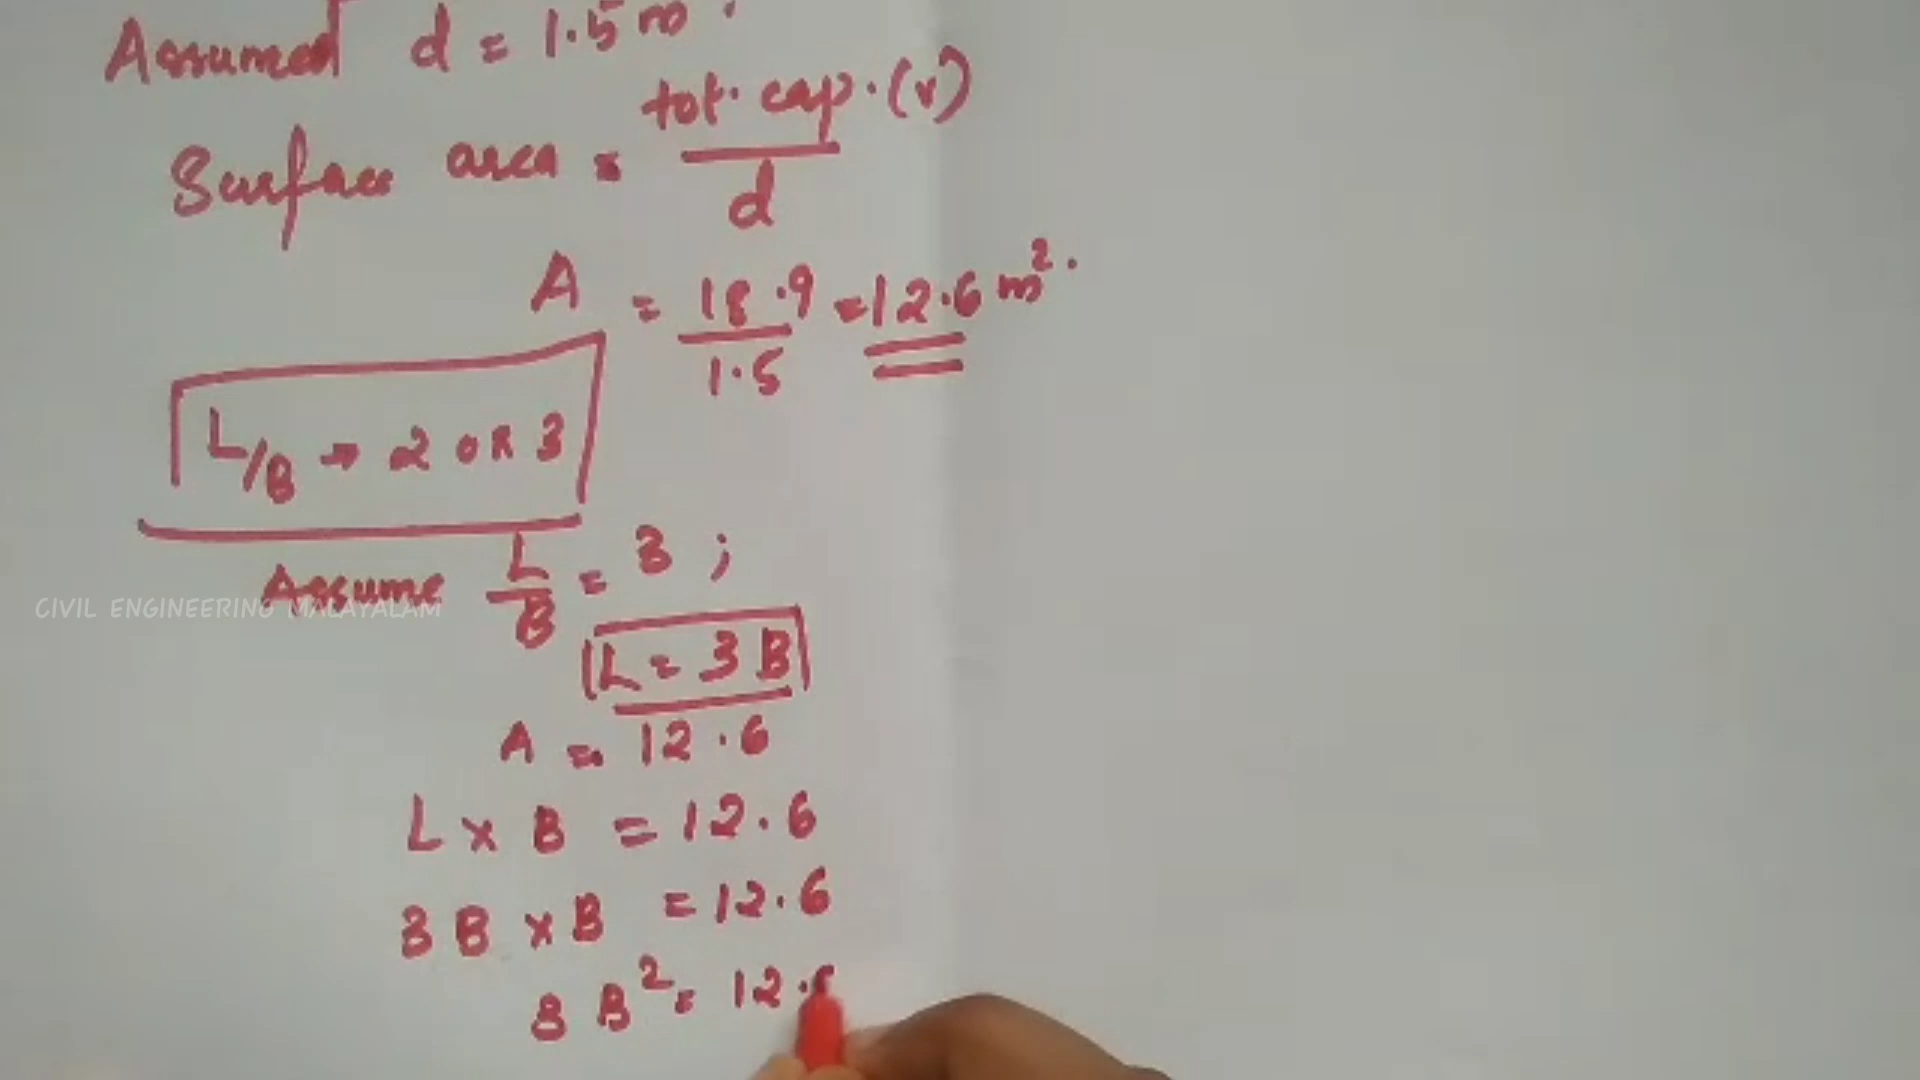 Assumed d = 1.5 m.
Surface area = tot. cap. (v) / d
A = 18.9 / 1.5 = 12.6 m².
L/B → 2 OR 3
Assume L/B = 3 ;
CIVIL ENGINEERING MALAYALAM
L = 3B
A = 12.6
L x B = 12.6
3B x B = 12.6
3B² = 12.